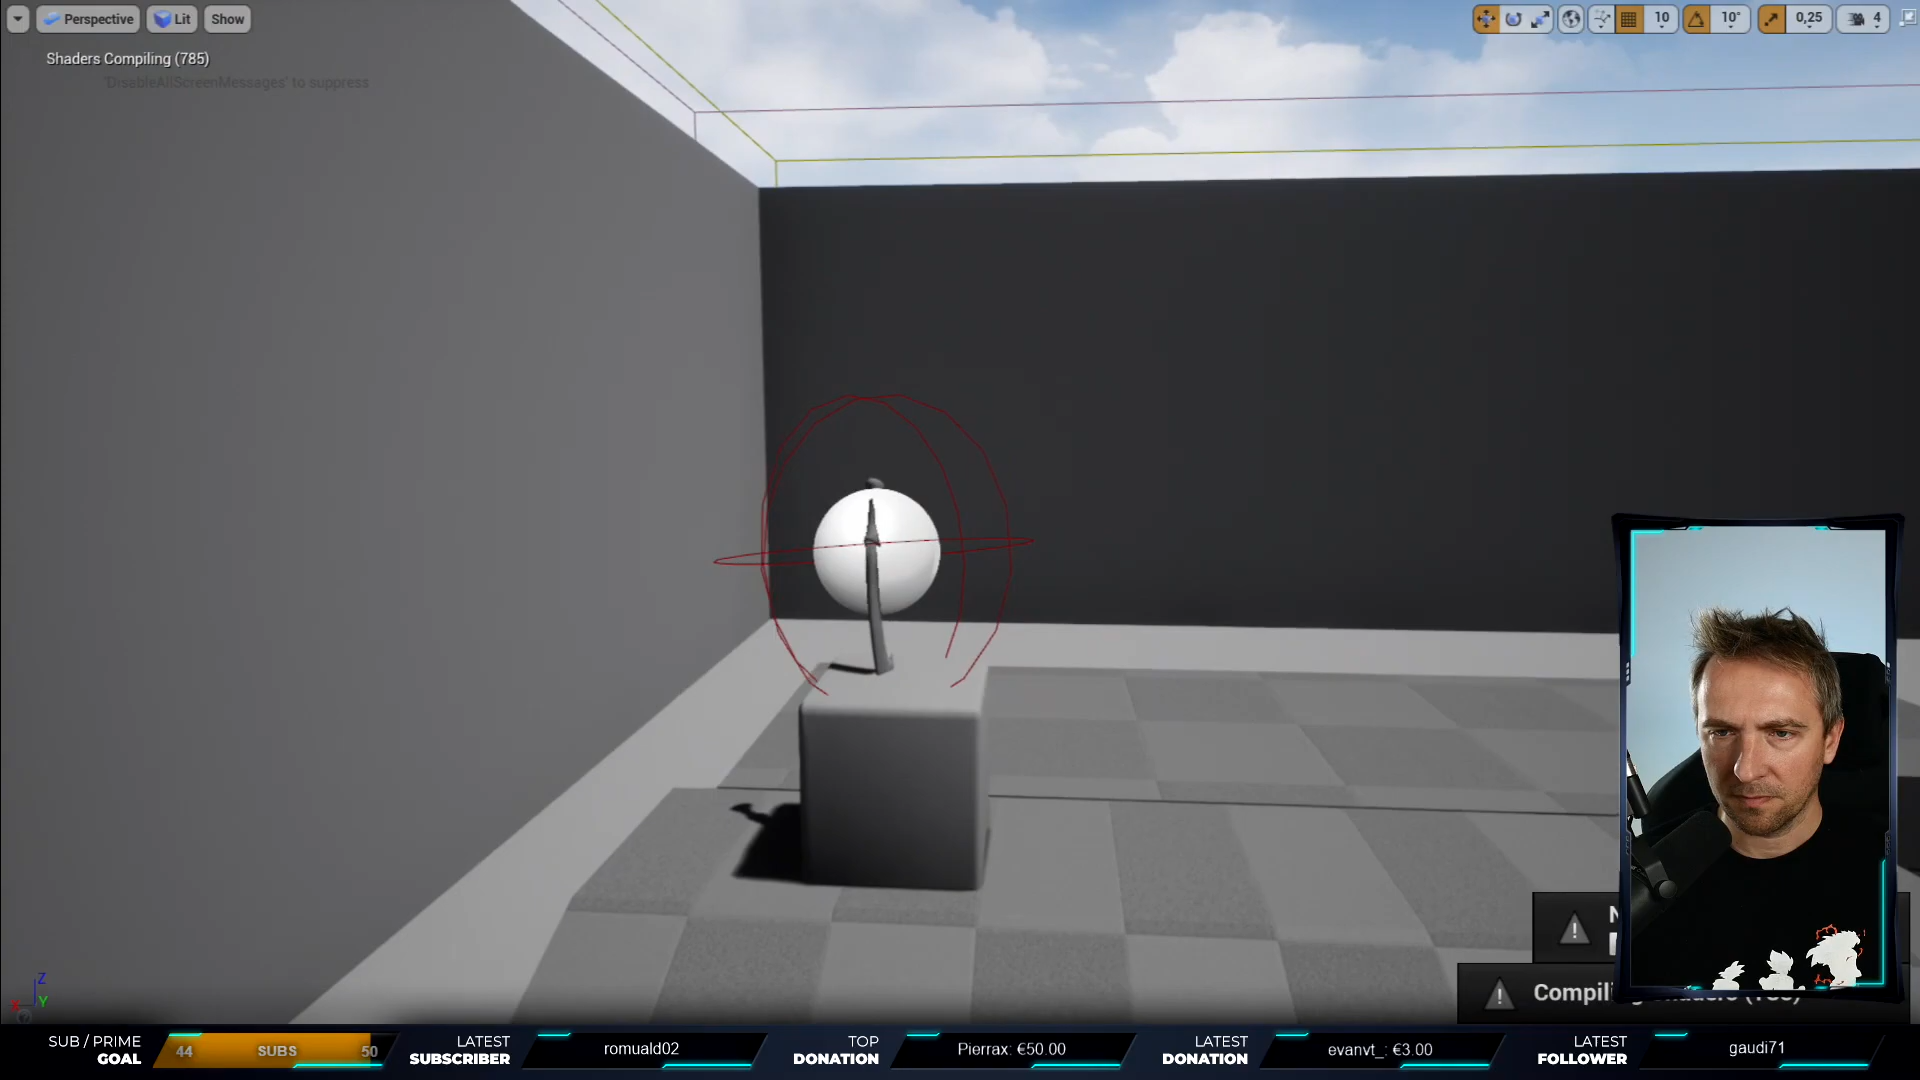 Perspective
Lit
Show
10
10°
0,25
4
Shaders Compiling (785)
'DisableAllScreenMessages' to suppress
Z
Y
SUB / PRIME
GOAL
44
SUBS
50
LATEST
SUBSCRIBER
romuald02
TOP
DONATION
Pierrax: €50.00
LATEST
DONATION
evanvt_: €3.00
LATEST
FOLLOWER
gaudi71